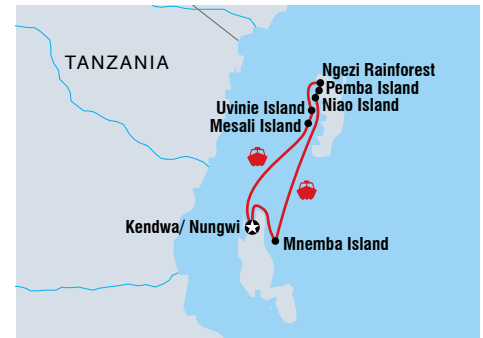 TANZANIA
Ngezi Rainforest
Pemba Island
Niao Island
Uvinie Island
Mesali Island
Kendwa/ Nungwi
Mnemba Island